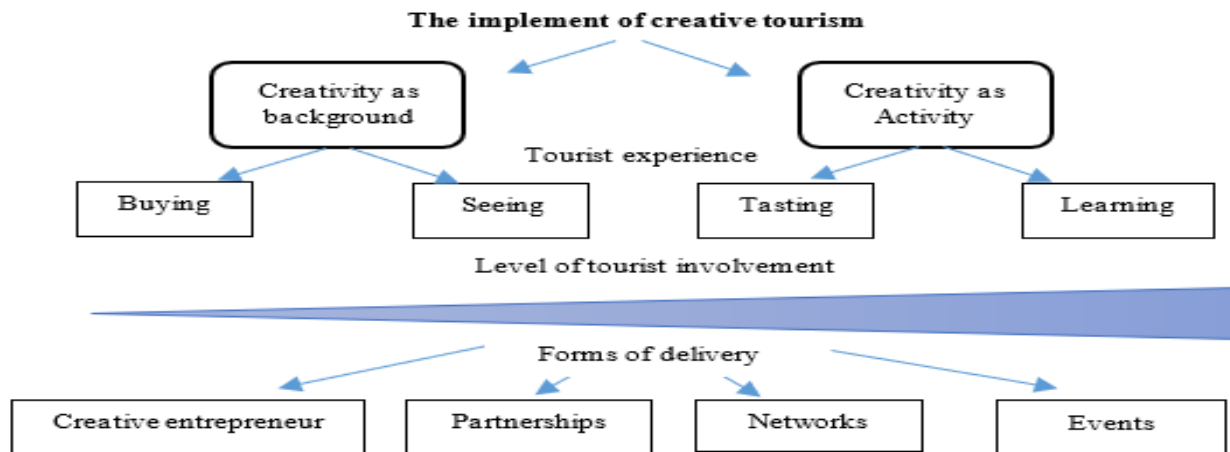 The implement of creative tourism
Creativity as
background
Creativity as
Activity
Tourist experience
Buying
Seeing
Tasting
Learning
Level of tourist involvement
Forms of delivery
Creative entrepreneur
Partnerships
Networks
Events